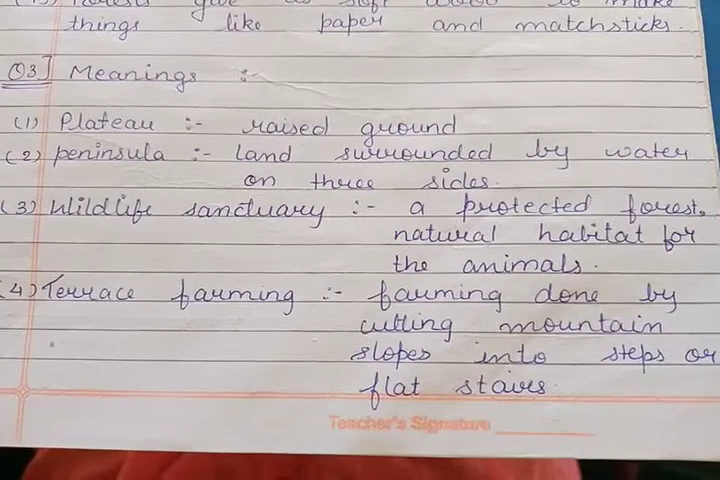 things like paper and matchsticks.
Q3] Meanings :-
(1) Plateau :- raised ground
(2) peninsula :- land surrounded by water
on three sides.
(3) Wildlife sanctuary :- a protected forest,
natural habitat for
the animals.
(4) Terrace farming :- farming done by
cutting mountain
slopes into steps or
flat stairs.
Teacher's Signature